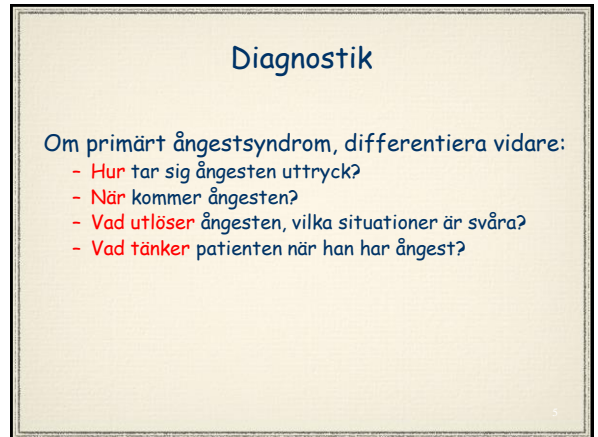 Diagnostik
Om primärt ångestsyndrom, differentiera vidare:
- Hur tar sig ångesten uttryck?
- När kommer ångesten?
- Vad utlöser ångesten, vilka situationer är svåra?
- Vad tänker patienten när han har ångest?
5